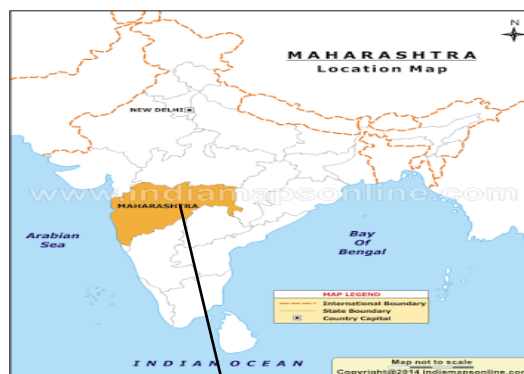 N
MAHARASHTRA
Location Map
NEW DELHI
www.indiamapsonline.com
MAHARASHTRA
Arabian
Sea
Bay
Of
Bengal
MAP LEGEND
International Boundary
State Boundary
Country Capital
INDIAN OCEAN
Map not to scale
Copyright©2014 indiamapsonline.com